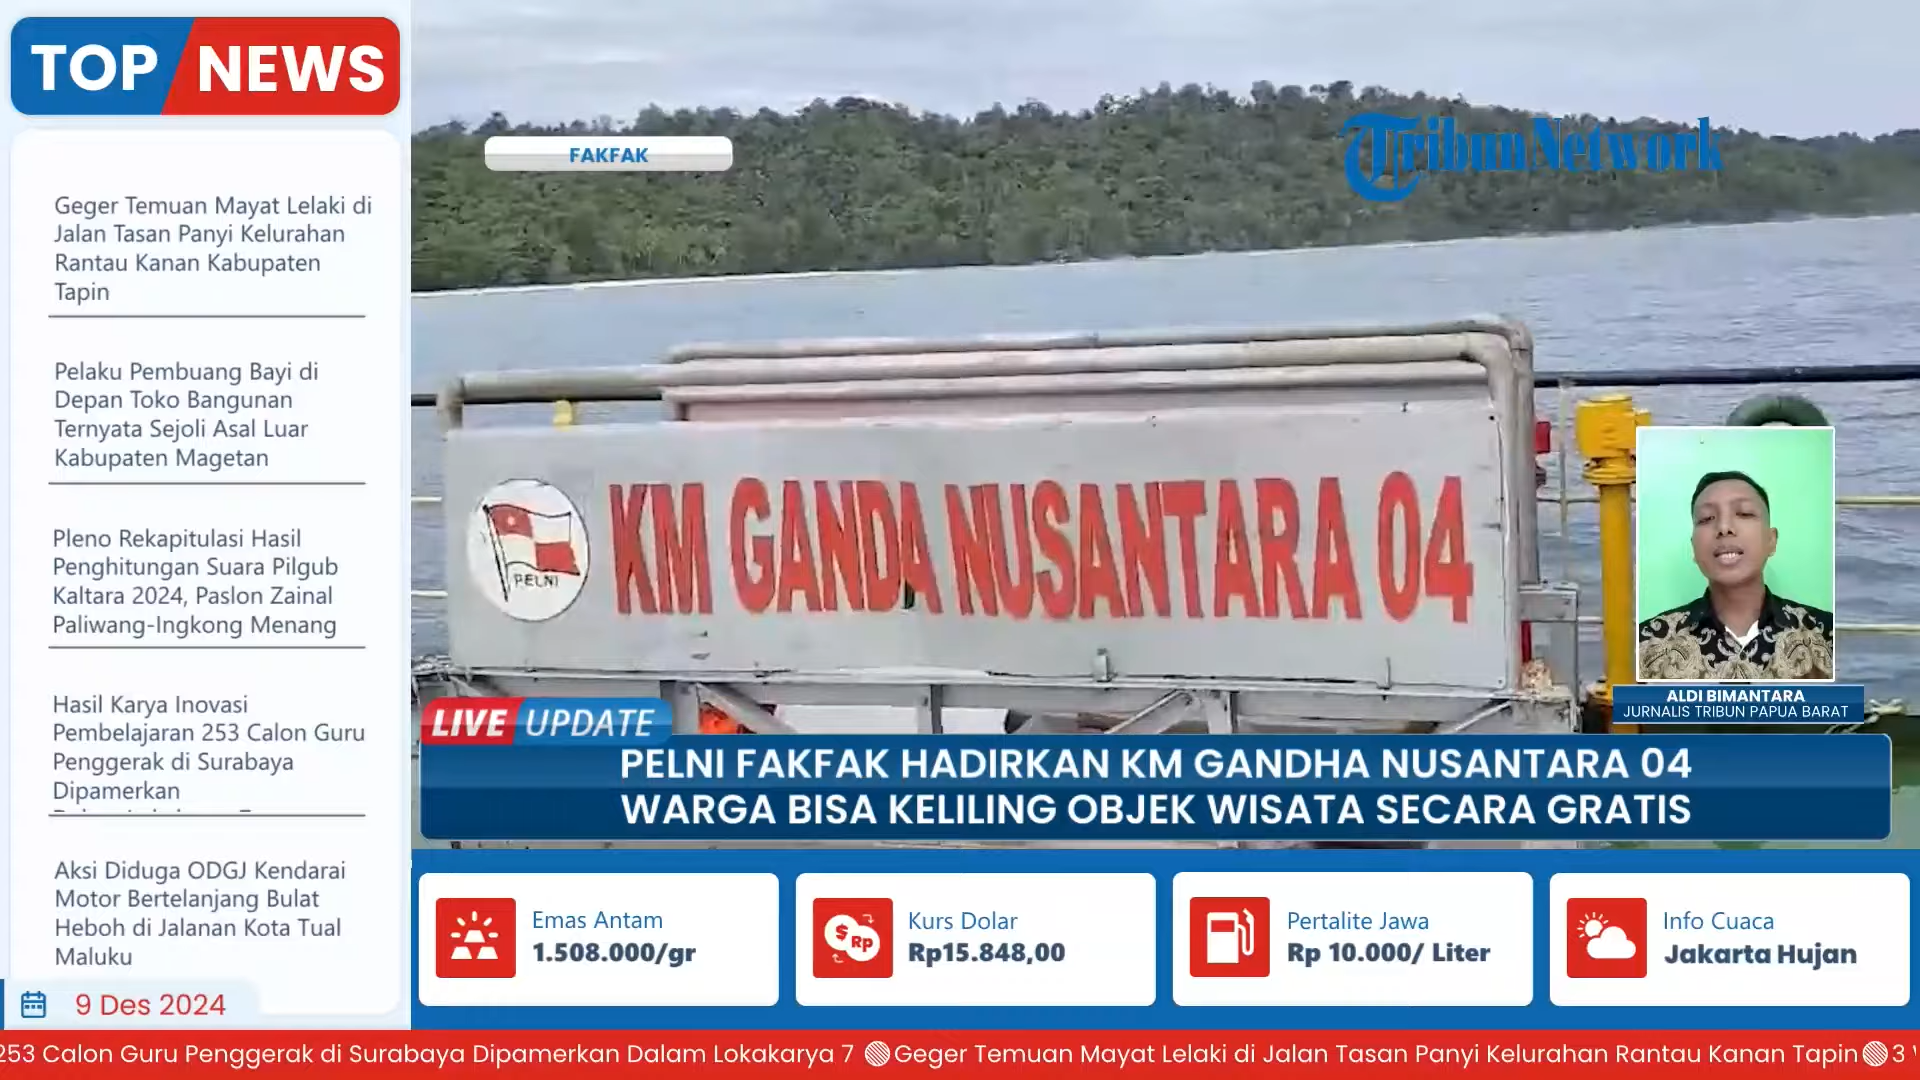 TOP NEWS
Geger Temuan Mayat Lelaki di
Jalan Tasan Panyi Kelurahan
Rantau Kanan Kabupaten
Tapin
Pelaku Pembuang Bayi di
Depan Toko Bangunan
Ternyata Sejoli Asal Luar
Kabupaten Magetan
Pleno Rekapitulasi Hasil
Penghitungan Suara Pilgub
Kaltara 2024, Paslon Zainal
Paliwang-Ingkong Menang
Hasil Karya Inovasi
Pembelajaran 253 Calon Guru
Penggerak di Surabaya
Dipamerkan
Aksi Diduga ODGJ Kendarai
Motor Bertelanjang Bulat
Heboh di Jalanan Kota Tual
Maluku
9 Des 2024
FAKFAK
TribunNetwork
PELNI
KM GANDA NUSANTARA 04
ALDI BIMANTARA
JURNALIS TRIBUN PAPUA BARAT
LIVE UPDATE
PELNI FAKFAK HADIRKAN KM GANDHA NUSANTARA 04
WARGA BISA KELILING OBJEK WISATA SECARA GRATIS
Emas Antam
1.508.000/gr
$ Rp
Kurs Dolar
Rp15.848,00
Pertalite Jawa
Rp 10.000/ Liter
Info Cuaca
Jakarta Hujan
253 Calon Guru Penggerak di Surabaya Dipamerkan Dalam Lokakarya 7 Geger Temuan Mayat Lelaki di Jalan Tasan Panyi Kelurahan Rantau Kanan Tapin 3